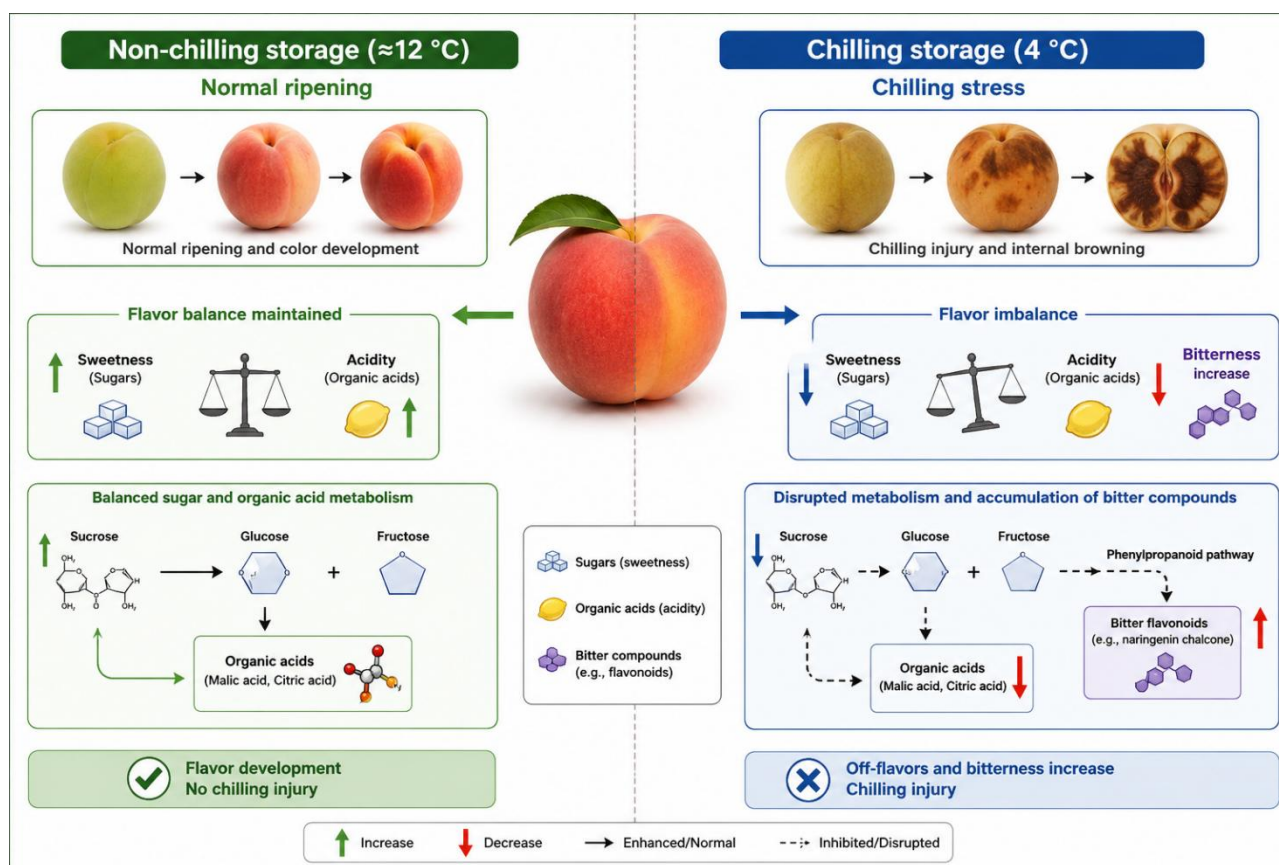 Non-chilling storage (≈12 °C)
Normal ripening
Normal ripening and color development
Flavor balance maintained
Sweetness
(Sugars)
Acidity
(Organic acids)
Balanced sugar and organic acid metabolism
Sucrose
Glucose
Fructose
OH,
O
O
H
O
OH,
OH,
O
O
Organic acids
(Malic acid, Citric acid)
Flavor development
No chilling injury
Sugars (sweetness)
Organic acids (acidity)
Bitter compounds
(e.g., flavonoids)
Chilling storage (4 °C)
Chilling stress
Chilling injury and internal browning
Flavor imbalance
Sweetness
(Sugars)
Acidity
(Organic acids)
Bitterness
increase
Disrupted metabolism and accumulation of bitter compounds
Sucrose
Glucose
Fructose
Phenylpropanoid pathway
Bitter flavonoids
(e.g., naringenin chalcone)
Organic acids
(Malic acid, Citric acid)
Off-flavors and bitterness increase
Chilling injury
Increase
Decrease
Enhanced/Normal
Inhibited/Disrupted